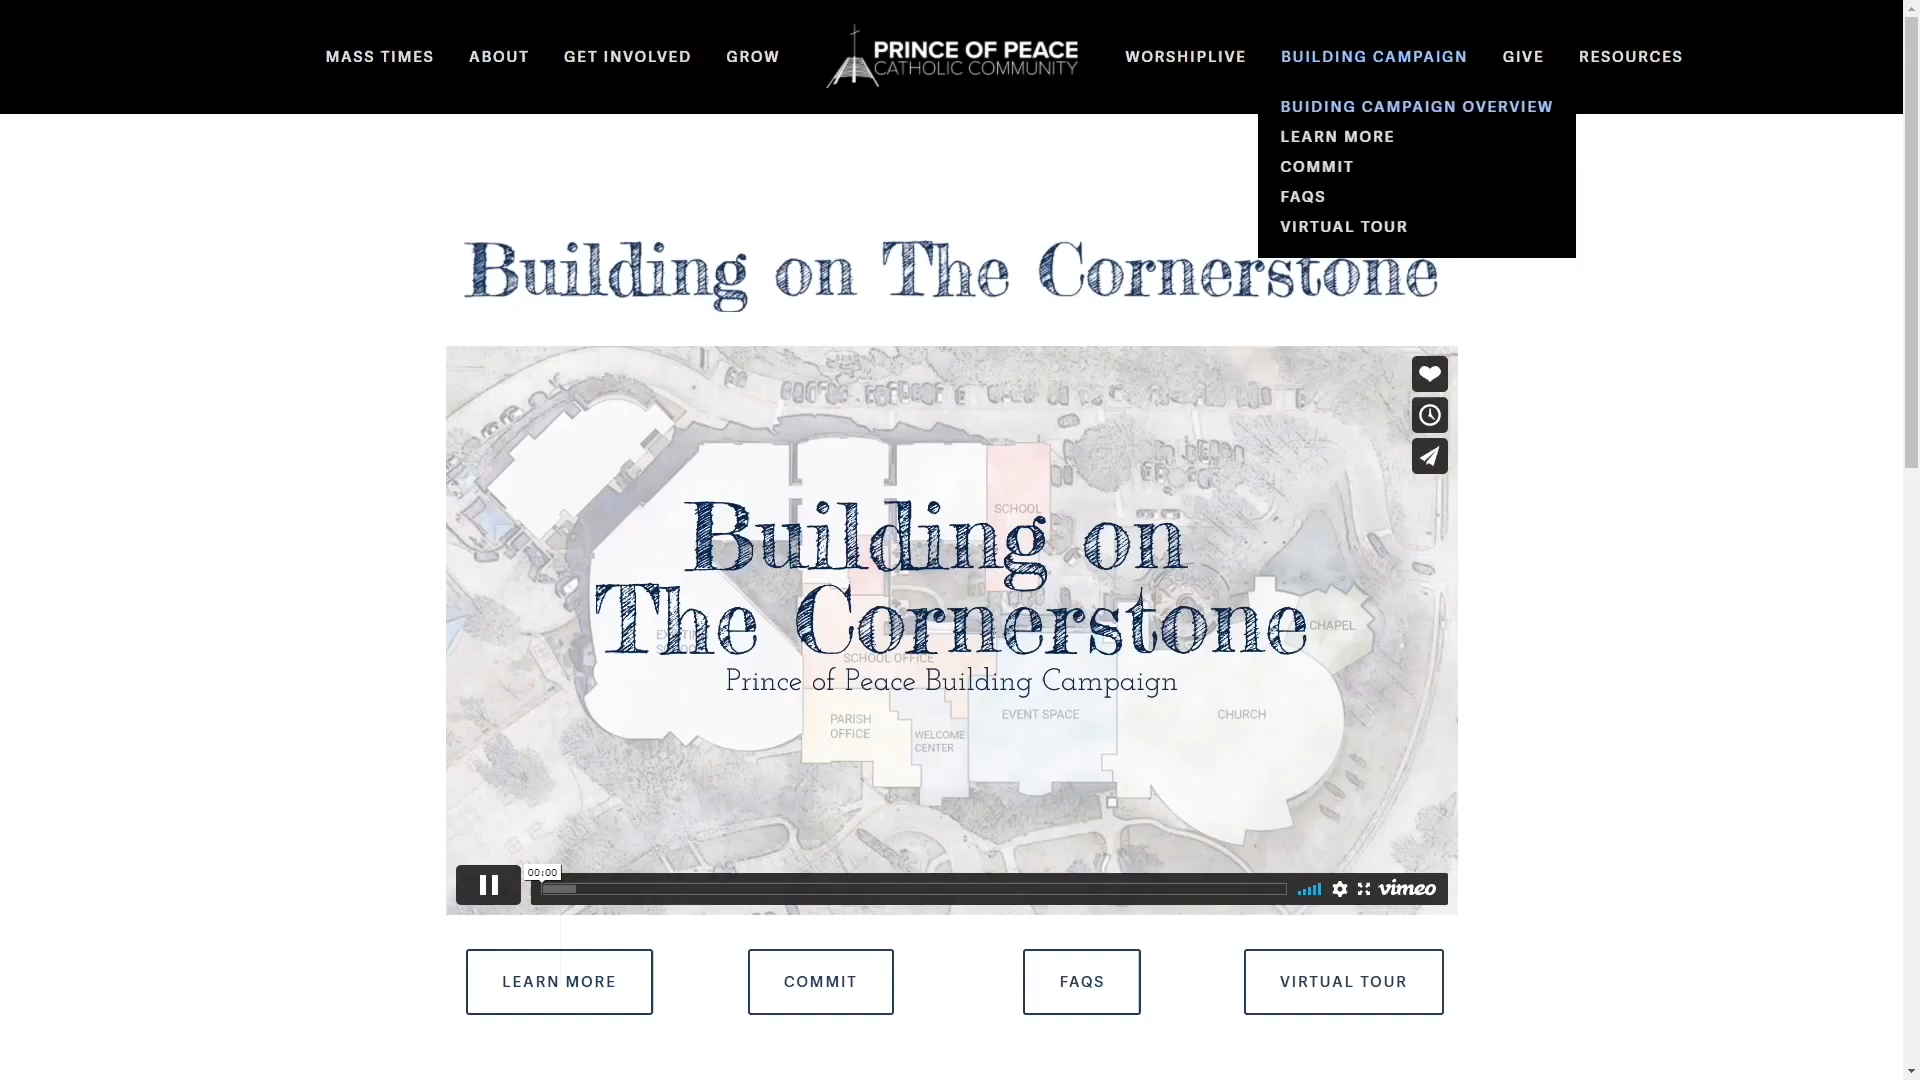 MASS TIMES ABOUT GET INVOLVED GROW PRINCE OF PEACE CATHOLIC COMMUNITY WORSHIPLIVE BUILDING CAMPAIGN GIVE RESOURCES
BUIDING CAMPAIGN OVERVIEW
LEARN MORE
COMMIT
FAQS
VIRTUAL TOUR
Building on The Cornerstone
SCHOOL
Building on
The Cornerstone
CHAPEL
SCHOOL OFFICE
Prince of Peace Building Campaign
PARISH
OFFICE
WELCOME
CENTER
EVENT SPACE
CHURCH
00:00
vimeo
LEARN MORE COMMIT FAQS VIRTUAL TOUR